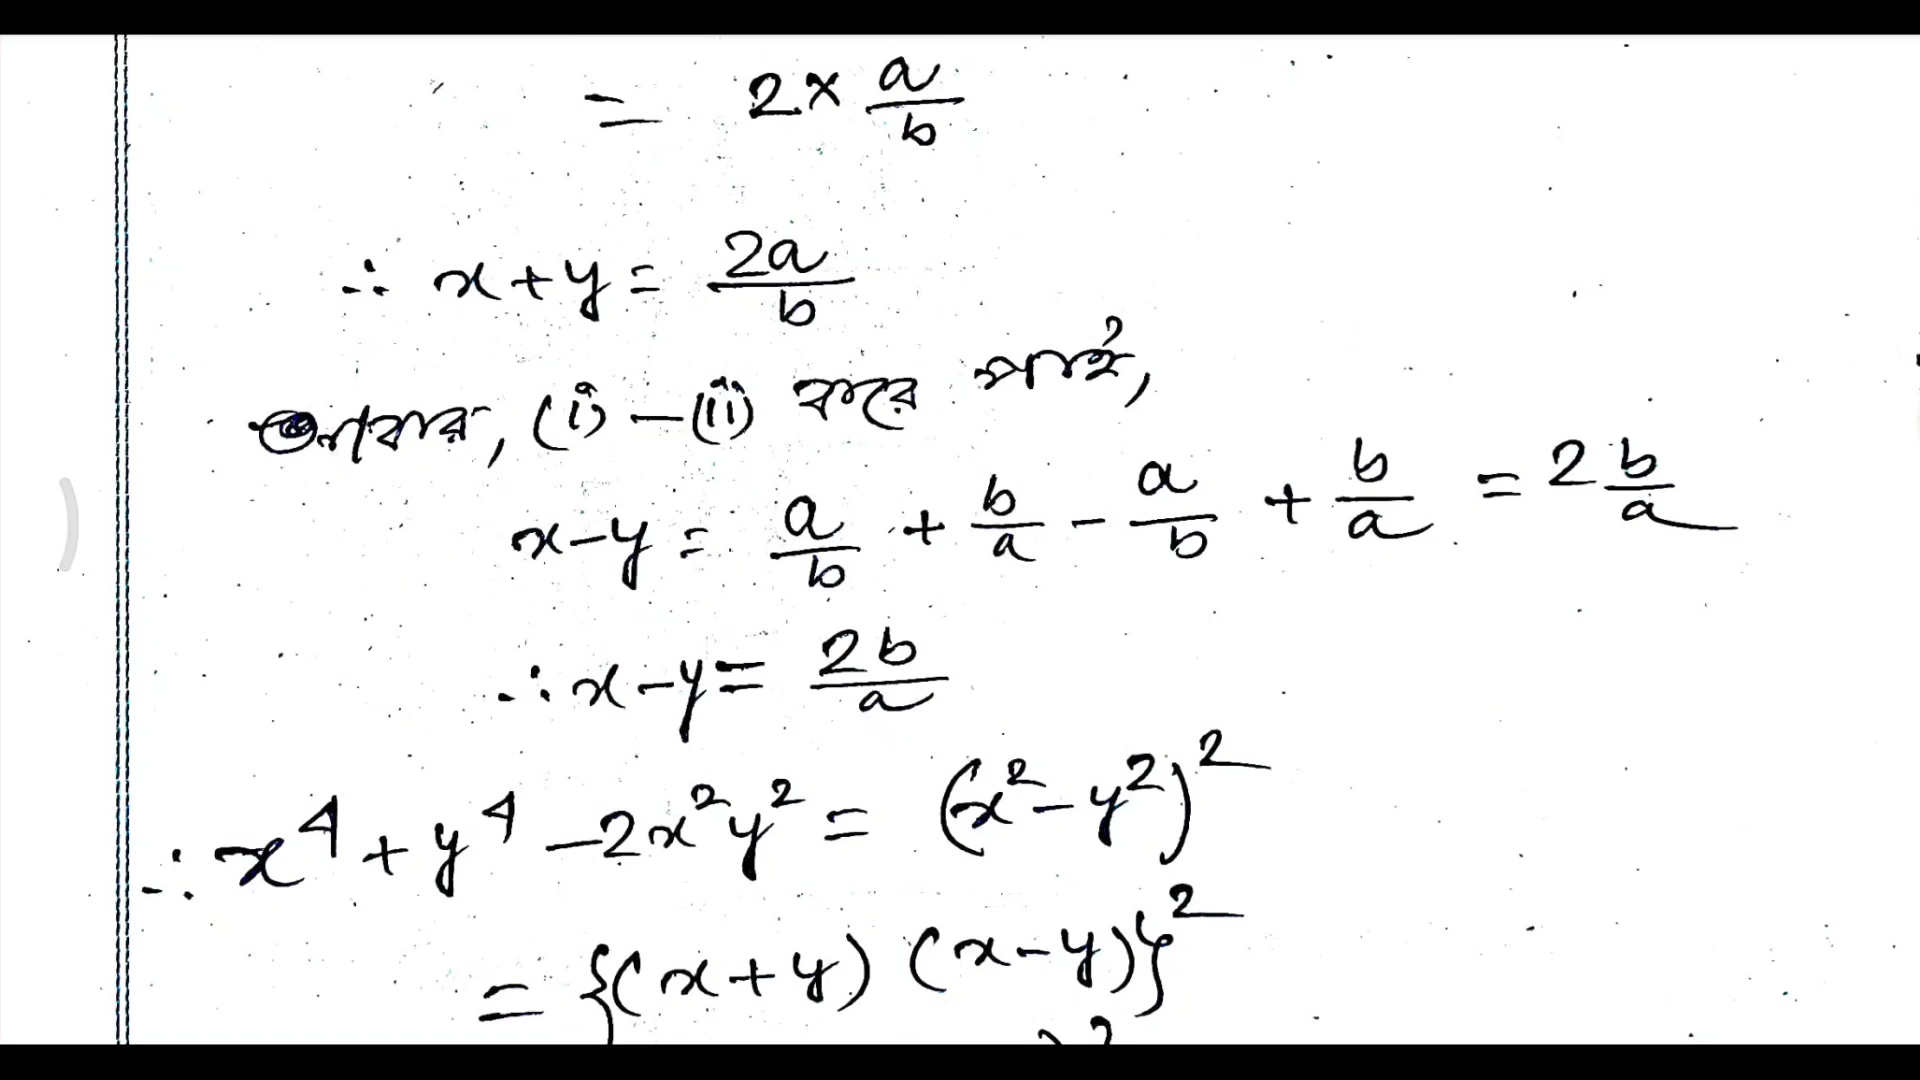 = 2 × a/b
∴ x+y = 2a/b
আবার, (i) – (ii) করে পাই,
x–y = a/b + b/a – a/b + b/a = 2 b/a
∴ x–y = 2b/a
∴ x⁴ + y⁴ – 2x²y² = (x² – y²)²
= {(x+y) (x–y)}²